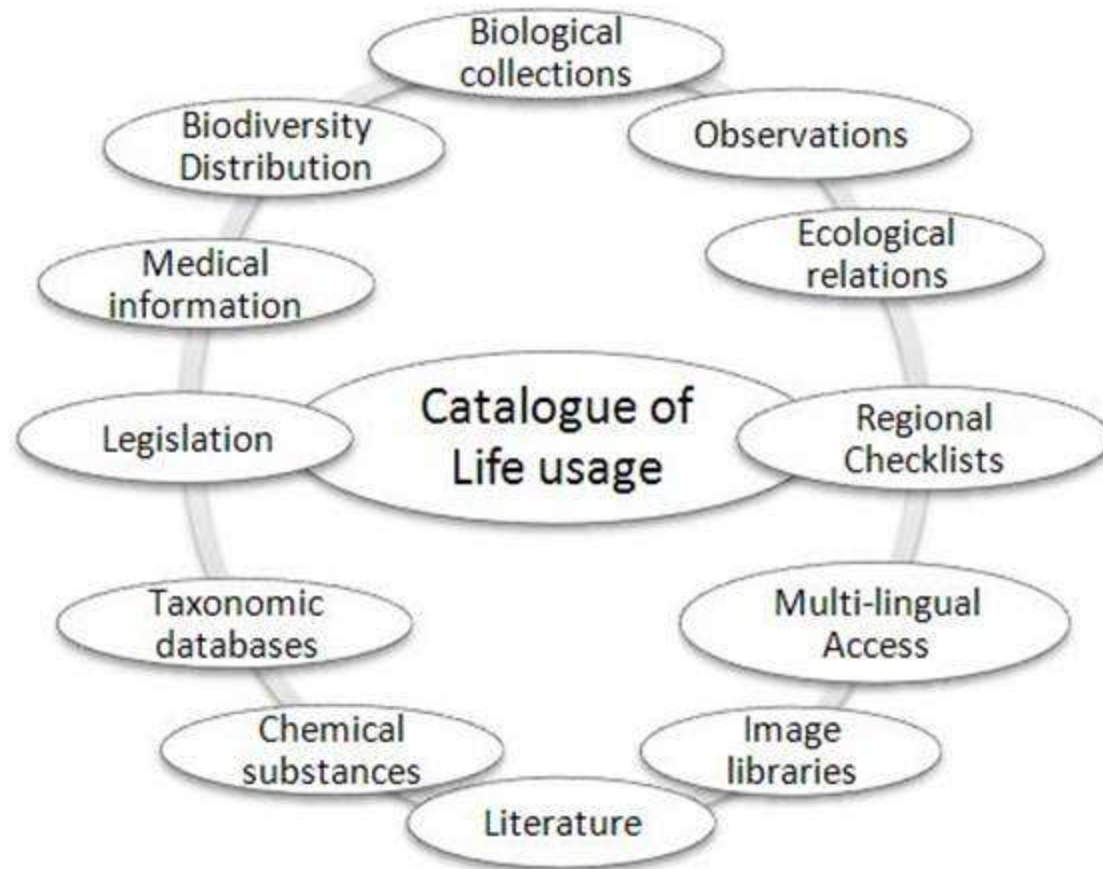 Biological
collections
Observations
Ecological
relations
Regional
Checklists
Multi-lingual
Access
Image
libraries
Literature
Chemical
substances
Taxonomic
databases
Legislation
Medical
information
Biodiversity
Distribution
Catalogue of
Life usage